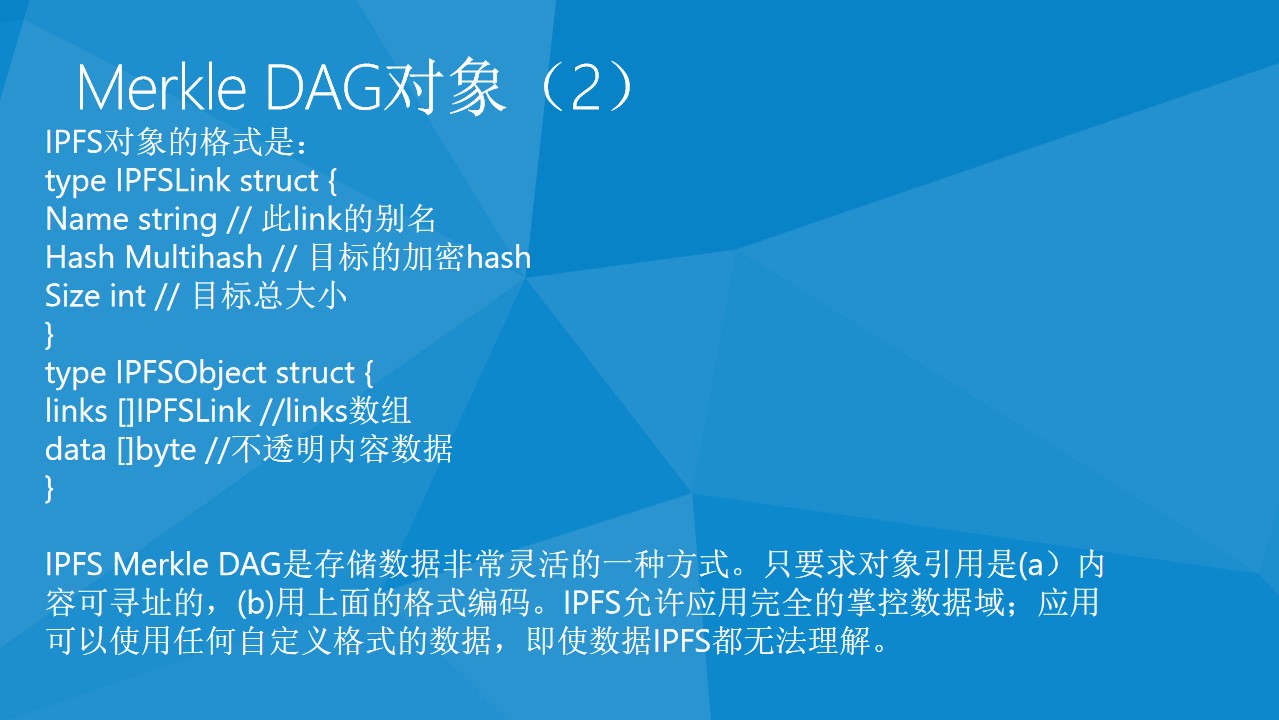 Merkle DAG对象（2）
IPFS对象的格式是：
type IPFSLink struct {
Name string // 此link的别名
Hash Multihash // 目标的加密hash
Size int // 目标总大小
}
type IPFSObject struct {
links []IPFSLink //links数组
data []byte //不透明内容数据
}
IPFS Merkle DAG是存储数据非常灵活的一种方式。只要求对象引用是(a）内
容可寻址的，(b)用上面的格式编码。IPFS允许应用完全的掌控数据域；应用
可以使用任何自定义格式的数据，即使数据IPFS都无法理解。